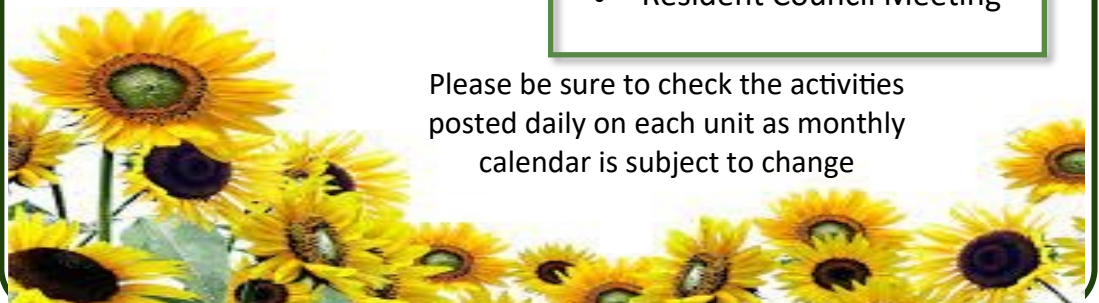 • Resident Council Meeting
Please be sure to check the activities
posted daily on each unit as monthly
calendar is subject to change